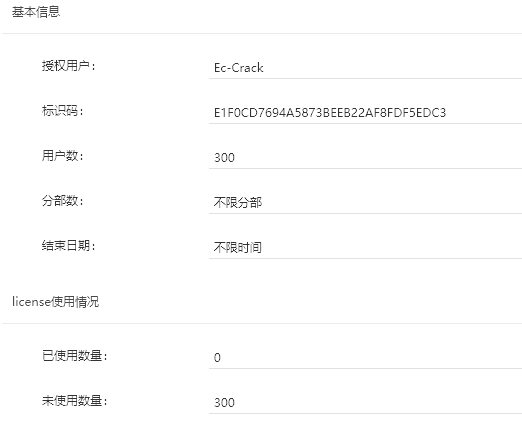 基本信息
授权用户： Ec-Crack
标识码： E1F0CD7694A5873BEEB22AF8FDF5EDC3
用户数： 300
分部数： 不限分部
结束日期： 不限时间
license使用情况
已使用数量： 0
未使用数量： 300